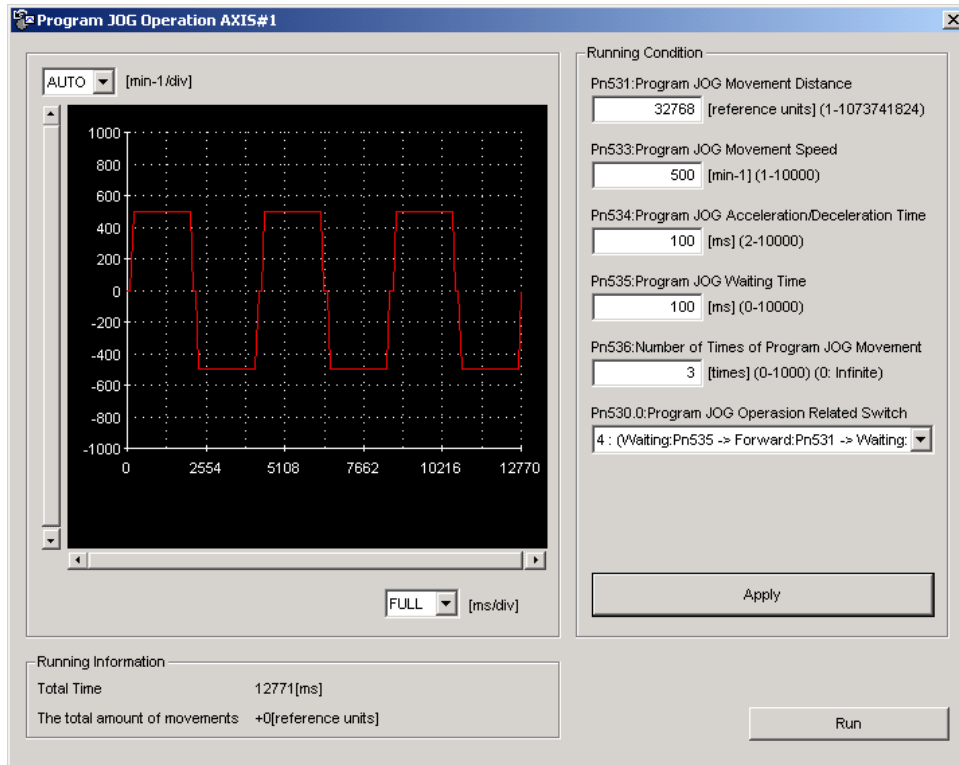 Program JOG Operation AXIS#1
AUTO [min-1/div]
1000
800
600
400
200
0
-200
-400
-600
-800
-1000
0 2554 5108 7662 10216 12770
FULL [ms/div]
Running Condition
Pn531:Program JOG Movement Distance
32768 [reference units] (1-1073741824)
Pn533:Program JOG Movement Speed
500 [min-1] (1-10000)
Pn534:Program JOG Acceleration/Deceleration Time
100 [ms] (2-10000)
Pn535:Program JOG Waiting Time
100 [ms] (0-10000)
Pn536:Number of Times of Program JOG Movement
3 [times] (0-1000) (0: Infinite)
Pn530.0:Program JOG Operasion Related Switch
4 : (Waiting:Pn535 -> Forward:Pn531 -> Waiting:
Apply
Running Information
Total Time 12771[ms]
The total amount of movements +0[reference units]
Run